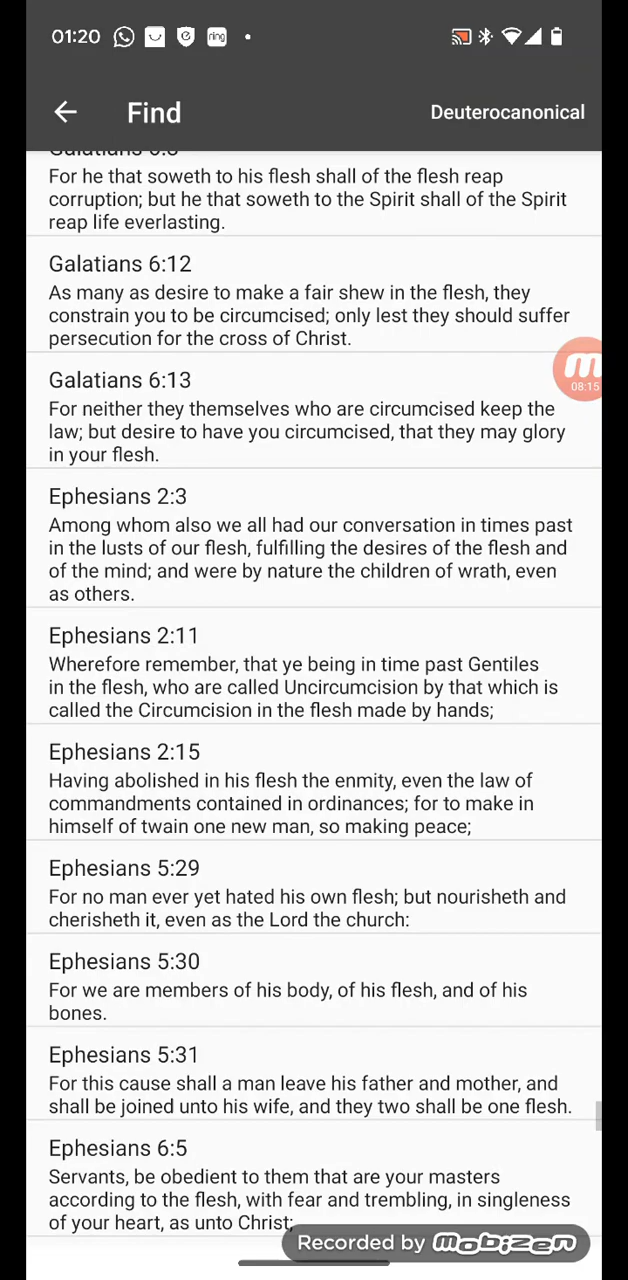 01:20
ring
Find
Deuterocanonical
For he that soweth to his flesh shall of the flesh reap
corruption; but he that soweth to the Spirit shall of the Spirit
reap life everlasting.
Galatians 6:12
As many as desire to make a fair shew in the flesh, they
constrain you to be circumcised; only lest they should suffer
persecution for the cross of Christ.
Galatians 6:13
08:15
For neither they themselves who are circumcised keep the
law; but desire to have you circumcised, that they may glory
in your flesh.
Ephesians 2:3
Among whom also we all had our conversation in times past
in the lusts of our flesh, fulfilling the desires of the flesh and
of the mind; and were by nature the children of wrath, even
as others.
Ephesians 2:11
Wherefore remember, that ye being in time past Gentiles
in the flesh, who are called Uncircumcision by that which is
called the Circumcision in the flesh made by hands;
Ephesians 2:15
Having abolished in his flesh the enmity, even the law of
commandments contained in ordinances; for to make in
himself of twain one new man, so making peace;
Ephesians 5:29
For no man ever yet hated his own flesh; but nourisheth and
cherisheth it, even as the Lord the church:
Ephesians 5:30
For we are members of his body, of his flesh, and of his
bones.
Ephesians 5:31
For this cause shall a man leave his father and mother, and
shall be joined unto his wife, and they two shall be one flesh.
Ephesians 6:5
Servants, be obedient to them that are your masters
according to the flesh, with fear and trembling, in singleness
of your heart, as unto Christ;
Recorded by mobizen